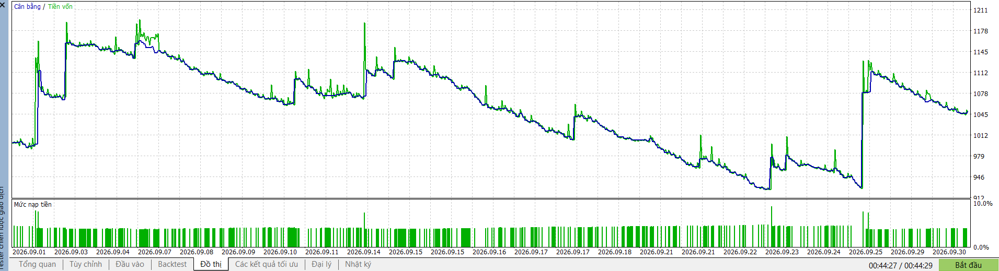 Cân bằng / Tiền vốn
1211
1178
1145
1112
1078
1045
1012
979
946
912
Mức nạp tiền
10.0%
0.0%
2026.09.01 2026.09.03 2026.09.04 2026.09.07 2026.09.08 2026.09.09 2026.09.10 2026.09.11 2026.09.14 2026.09.15 2026.09.15 2026.09.16 2026.09.17 2026.09.17 2026.09.18 2026.09.21 2026.09.21 2026.09.22 2026.09.23 2026.09.24 2026.09.25 2026.09.29 2026.09.30
Tester chiến lược giao dịch
Tổng quan Tùy chỉnh Đầu vào Backtest Đồ thị Các kết quả tối ưu Đại lý Nhật ký 00:44:27 / 00:44:29 Bắt đầu